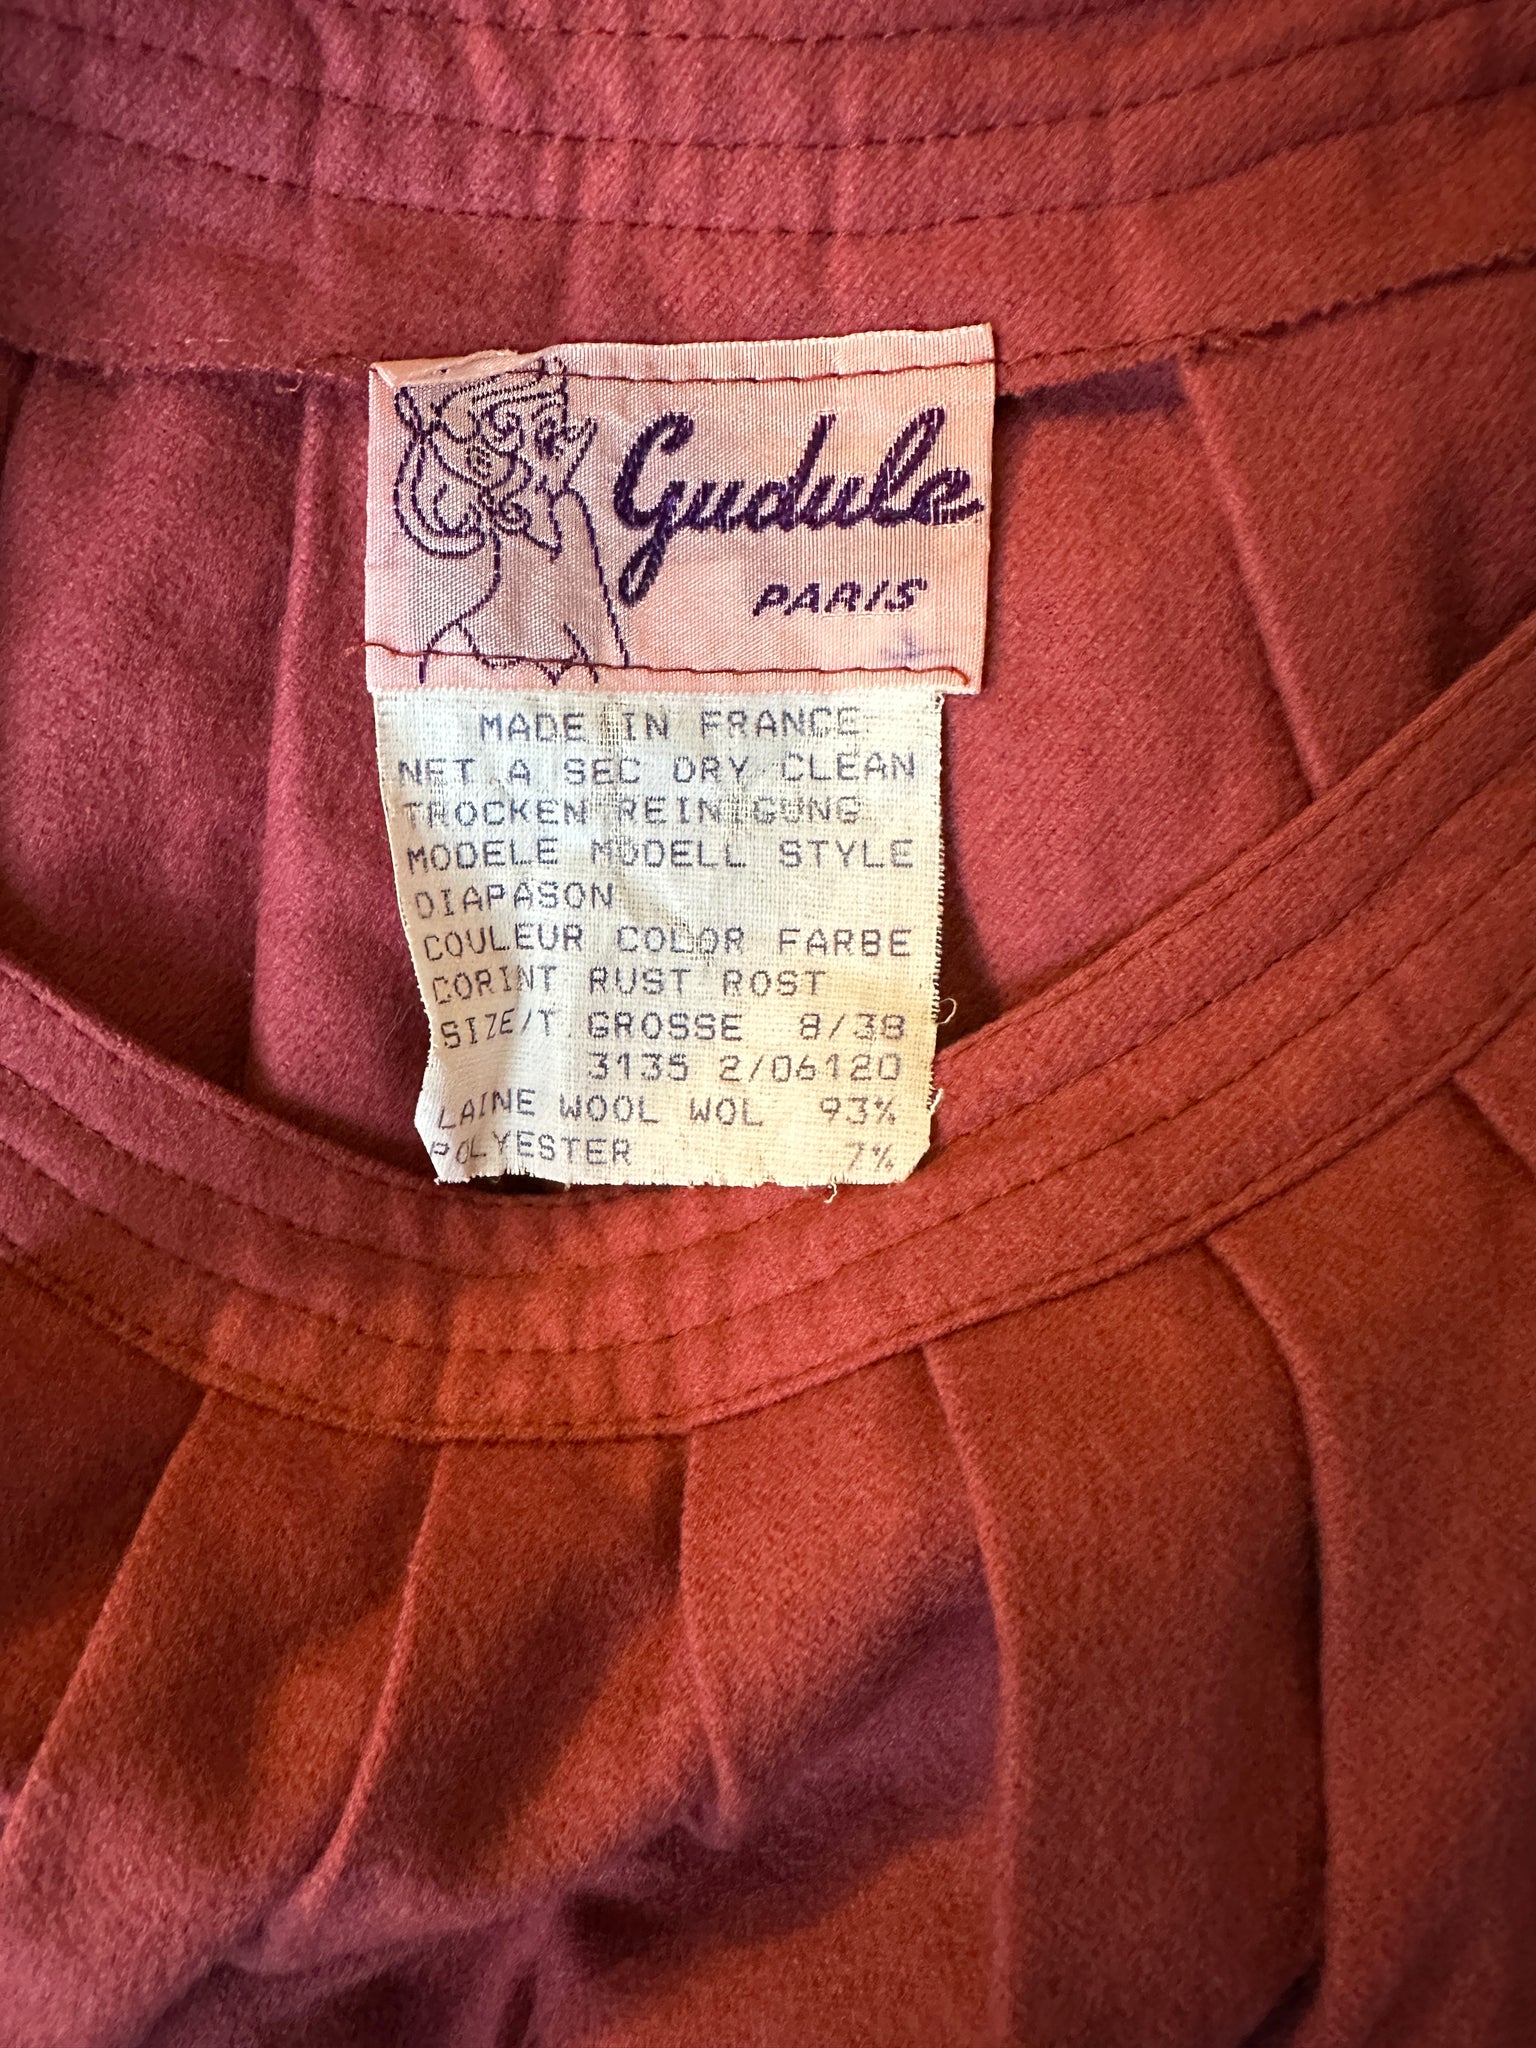 Gudule
PARIS
MADE IN FRANCE
NET A SEC DRY CLEAN
TROCKEN REINIGUNG
MODELE MODELL STYLE
DIAPASON
COULEUR COLOR FARBE
CORINT RUST ROST
SIZE/T GROSSE 8/38
3135 2/06120
LAINE WOOL WOL 93%
POLYESTER 7%